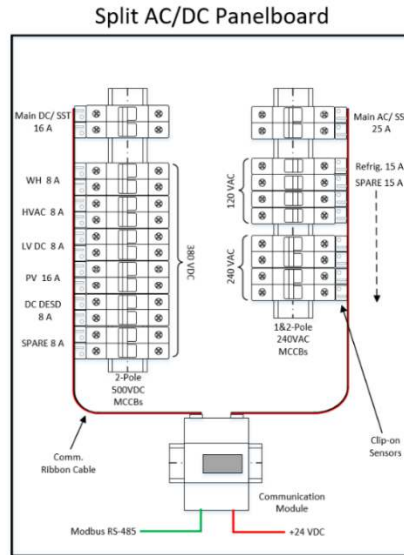 Split AC/DC Panelboard
Main DC/ SST
16 A
WH 8 A
HVAC 8 A
LV DC 8 A
PV 16 A
DC DESD
8 A
SPARE 8 A
380 VDC
2-Pole
500VDC
MCCBs
Main AC/ SS
25 A
Refrig. 15 A
SPARE 15 A
120 VAC
240 VAC
1&2-Pole
240VAC
MCCBs
Comm.
Ribbon Cable
Clip-on
Sensors
Communication
Module
Modbus RS-485
+24 VDC